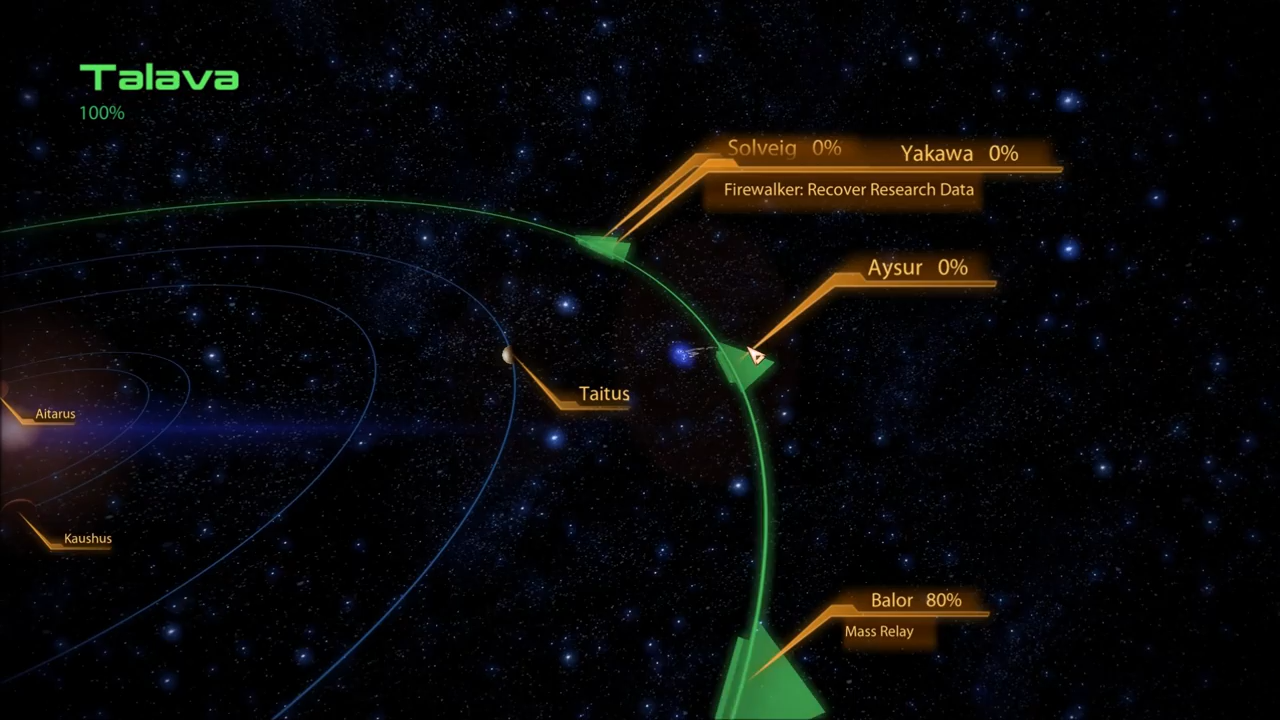 Talava
100%
Solveig 0%
Yakawa 0%
Firewalker: Recover Research Data
Aysur 0%
Taitus
Aitarus
Kaushus
Balor 80%
Mass Relay